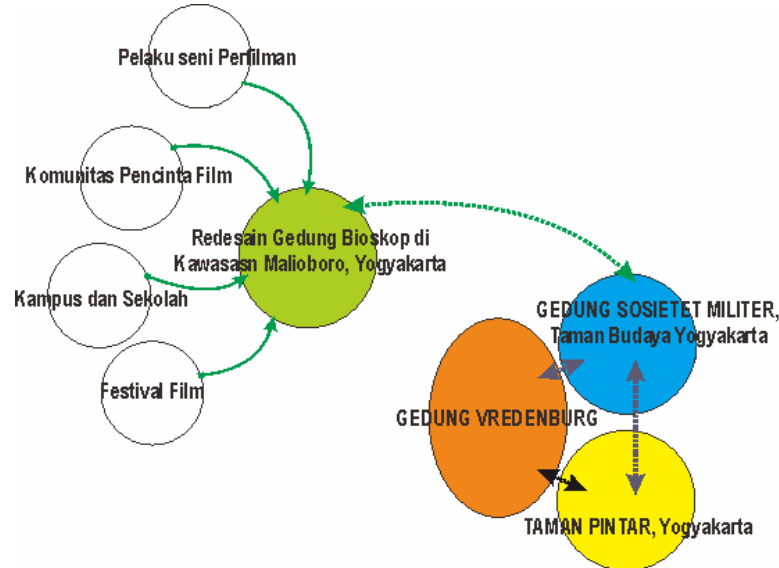 Pelaku seni Perfilman
Komunitas Pencinta Film
Redesain Gedung Bioskop di
Kawasasn Malioboro, Yogyakarta
Kampus dan Sekolah
Festival Film
GEDUNG SOSIETET MILITER,
Taman Budaya Yogyakarta
GEDUNG VREDENBURG
TAMAN PINTAR, Yogyakarta